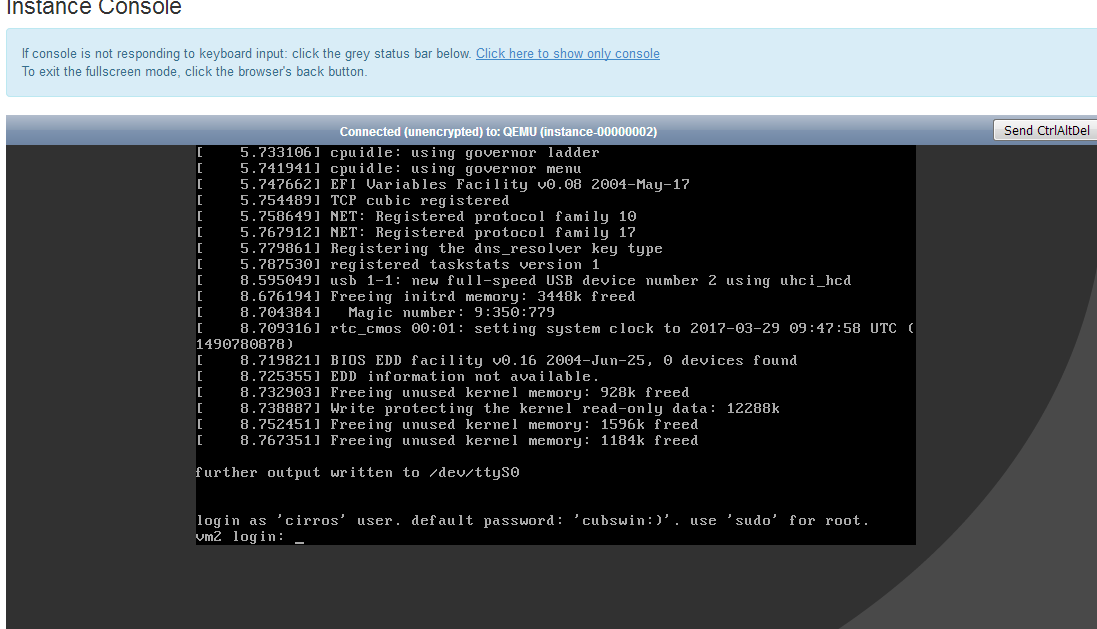 Instance Console
If console is not responding to keyboard input: click the grey status bar below. Click here to show only console
To exit the fullscreen mode, click the browser's back button.
Connected (unencrypted) to: QEMU (instance-00000002)
Send CtrlAltDel
[    5.733106] cpuidle: using governor ladder
[    5.741941] cpuidle: using governor menu
[    5.747662] EFI Variables Facility v0.08 2004-May-17
[    5.754489] TCP cubic registered
[    5.758649] NET: Registered protocol family 10
[    5.767912] NET: Registered protocol family 17
[    5.779861] Registering the dns_resolver key type
[    5.787530] registered taskstats version 1
[    8.595049] usb 1-1: new full-speed USB device number 2 using uhci_hcd
[    8.676194] Freeing initrd memory: 3448k freed
[    8.704384]   Magic number: 9:350:779
[    8.709316] rtc_cmos 00:01: setting system clock to 2017-03-29 09:47:58 UTC (
1490780878)
[    8.719821] BIOS EDD facility v0.16 2004-Jun-25, 0 devices found
[    8.725355] EDD information not available.
[    8.732903] Freeing unused kernel memory: 928k freed
[    8.738887] Write protecting the kernel read-only data: 12288k
[    8.752451] Freeing unused kernel memory: 1596k freed
[    8.767351] Freeing unused kernel memory: 1184k freed
further output written to /dev/ttyS0
login as 'cirros' user. default password: 'cubswin:)'. use 'sudo' for root.
vm2 login: _